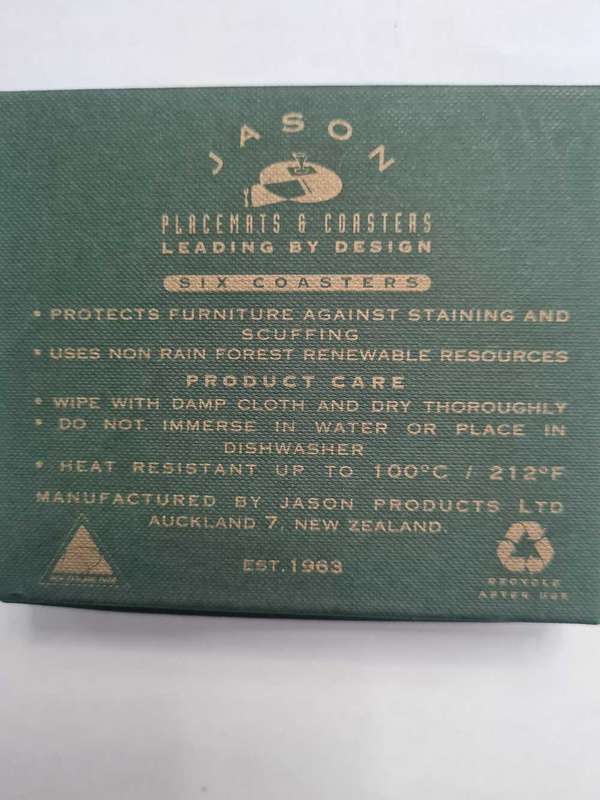 JASON
PLACEMATS & COASTERS
LEADING BY DESIGN
SIX COASTERS
• PROTECTS FURNITURE AGAINST STAINING AND
SCUFFING
• USES NON RAIN FOREST RENEWABLE RESOURCES
PRODUCT CARE
• WIPE WITH DAMP CLOTH AND DRY THOROUGHLY
• DO NOT IMMERSE IN WATER OR PLACE IN
DISHWASHER
• HEAT RESISTANT UP TO 100°C / 212°F
MANUFACTURED BY JASON PRODUCTS LTD
AUCKLAND 7, NEW ZEALAND.
NEW ZEALAND MADE
EST.1963
RECYCLE
AFTER USE